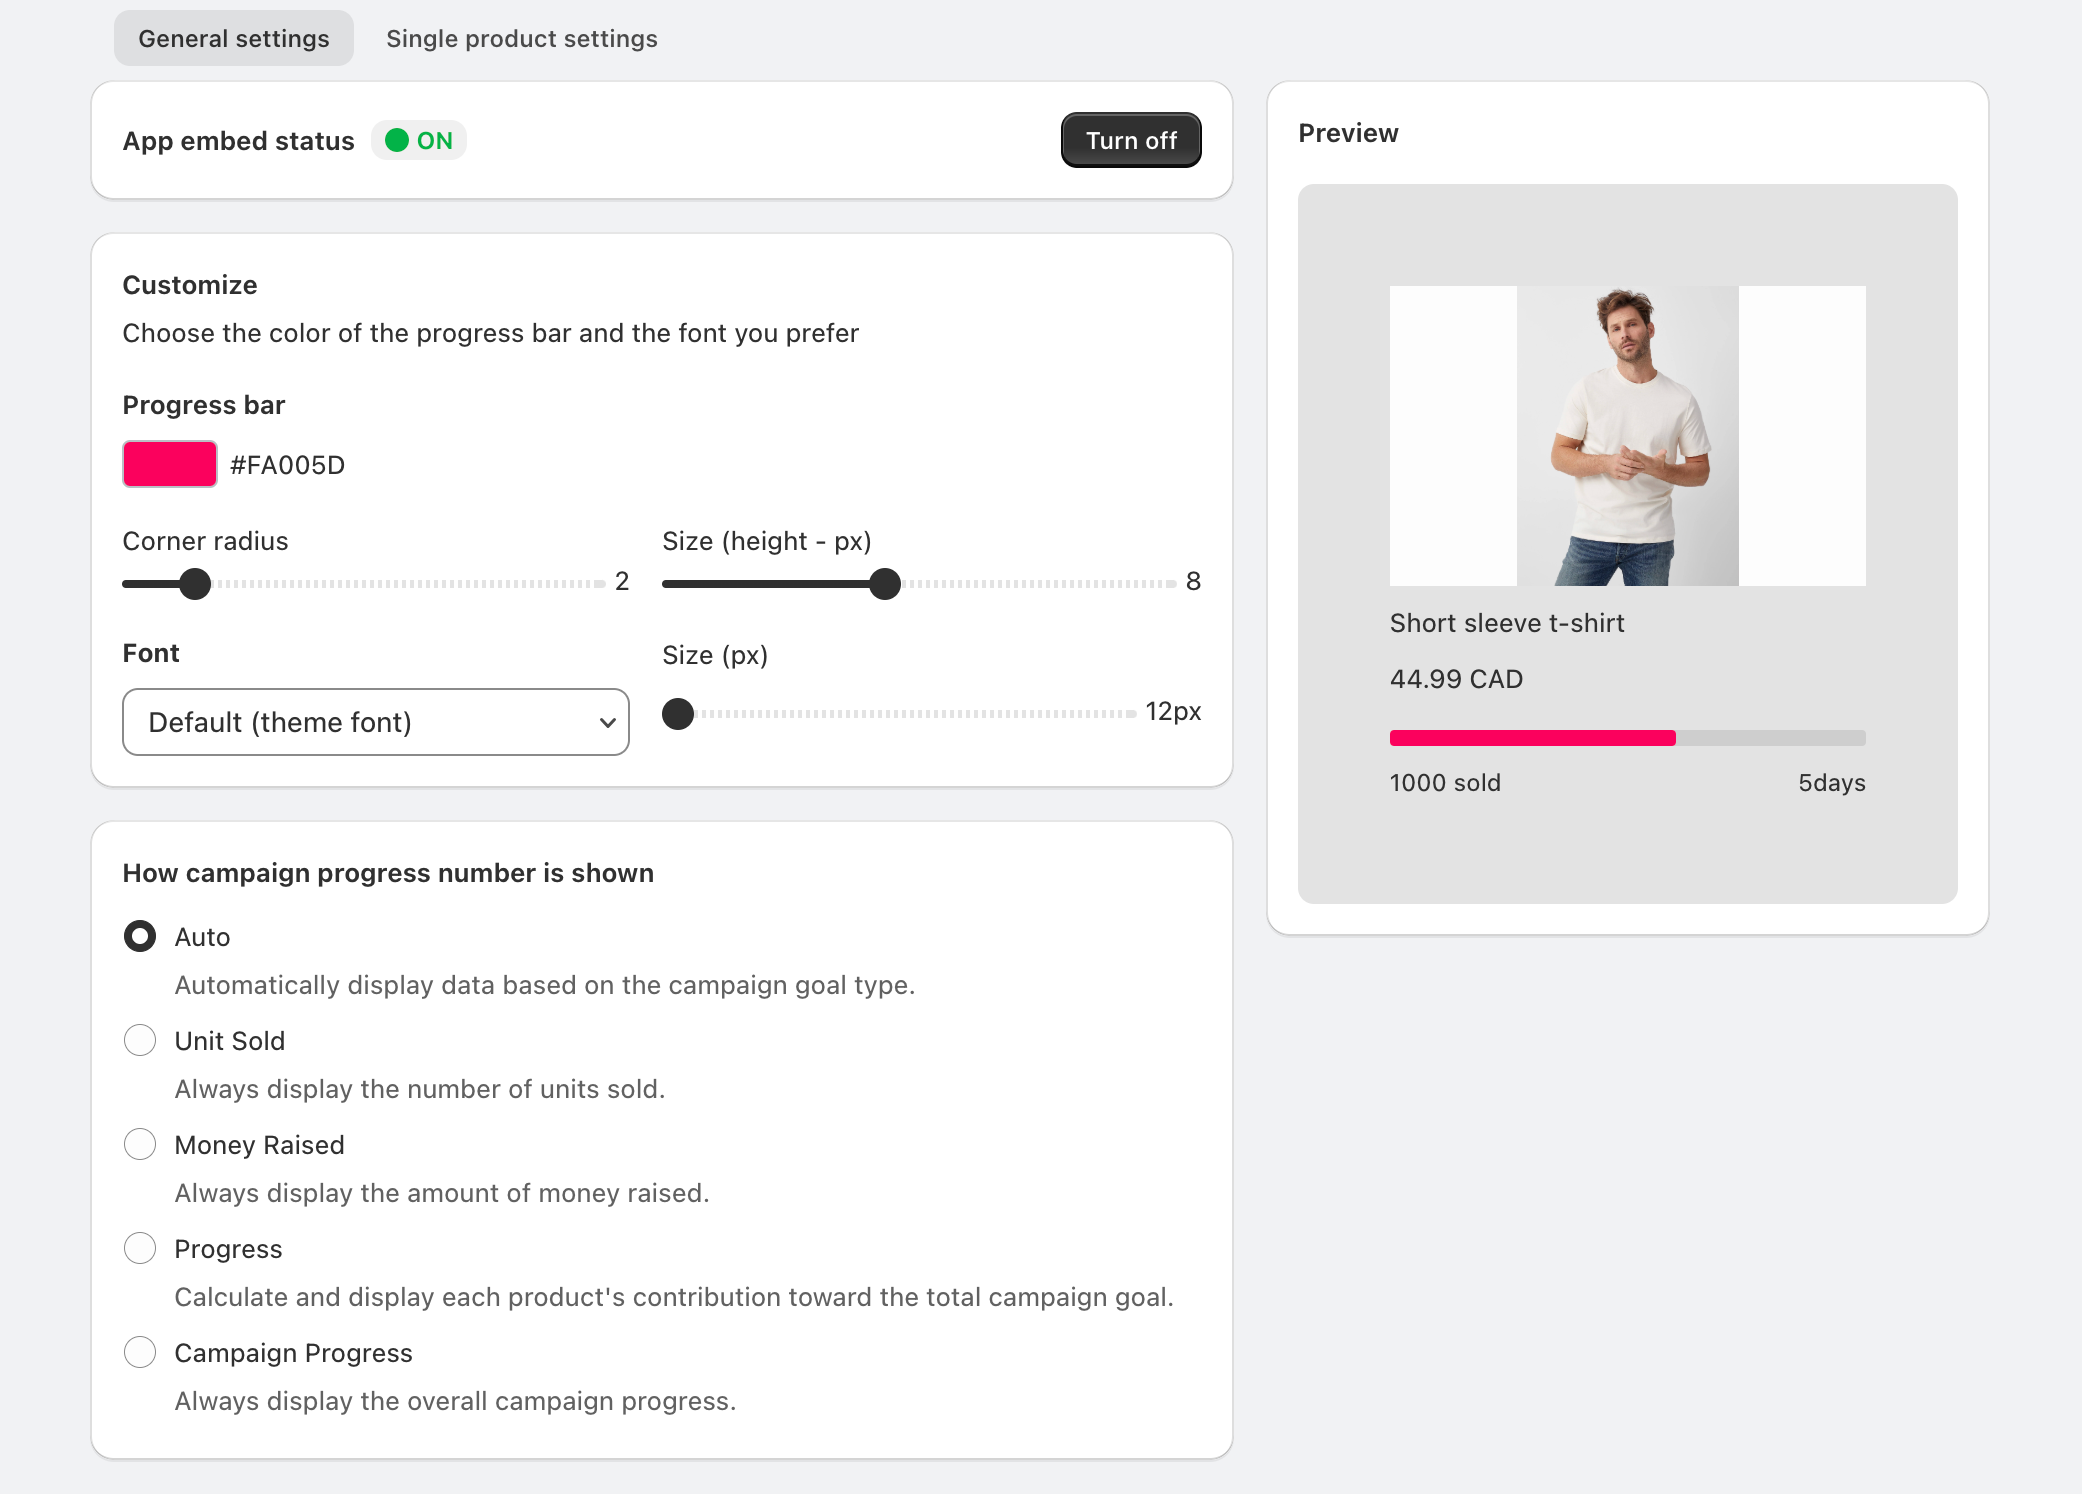 General settings
Single product settings
App embed status
ON
Turn off
Customize
Choose the color of the progress bar and the font you prefer
Progress bar
#FA005D
Corner radius
2
Size (height - px)
8
Font
Default (theme font)
Size (px)
12px
How campaign progress number is shown
Auto
Automatically display data based on the campaign goal type.
Unit Sold
Always display the number of units sold.
Money Raised
Always display the amount of money raised.
Progress
Calculate and display each product's contribution toward the total campaign goal.
Campaign Progress
Always display the overall campaign progress.
Preview
Short sleeve t-shirt
44.99 CAD
1000 sold
5days